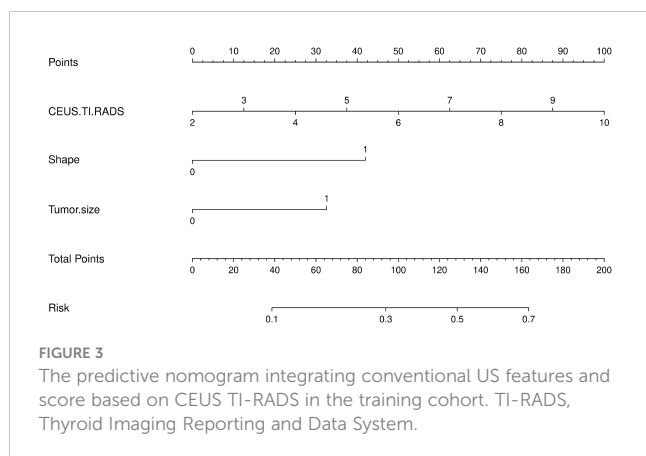 0 10 20 30 40 50 60 70 80 90 100
Points
3 5 7 9
CEUS.TI.RADS
2 4 6 8 10
1
Shape
0
1
Tumor.size
0
Total Points
0 20 40 60 80 100 120 140 160 180 200
Risk
0.1 0.3 0.5 0.7
FIGURE 3
The predictive nomogram integrating conventional US features and
score based on CEUS TI-RADS in the training cohort. TI-RADS,
Thyroid Imaging Reporting and Data System.